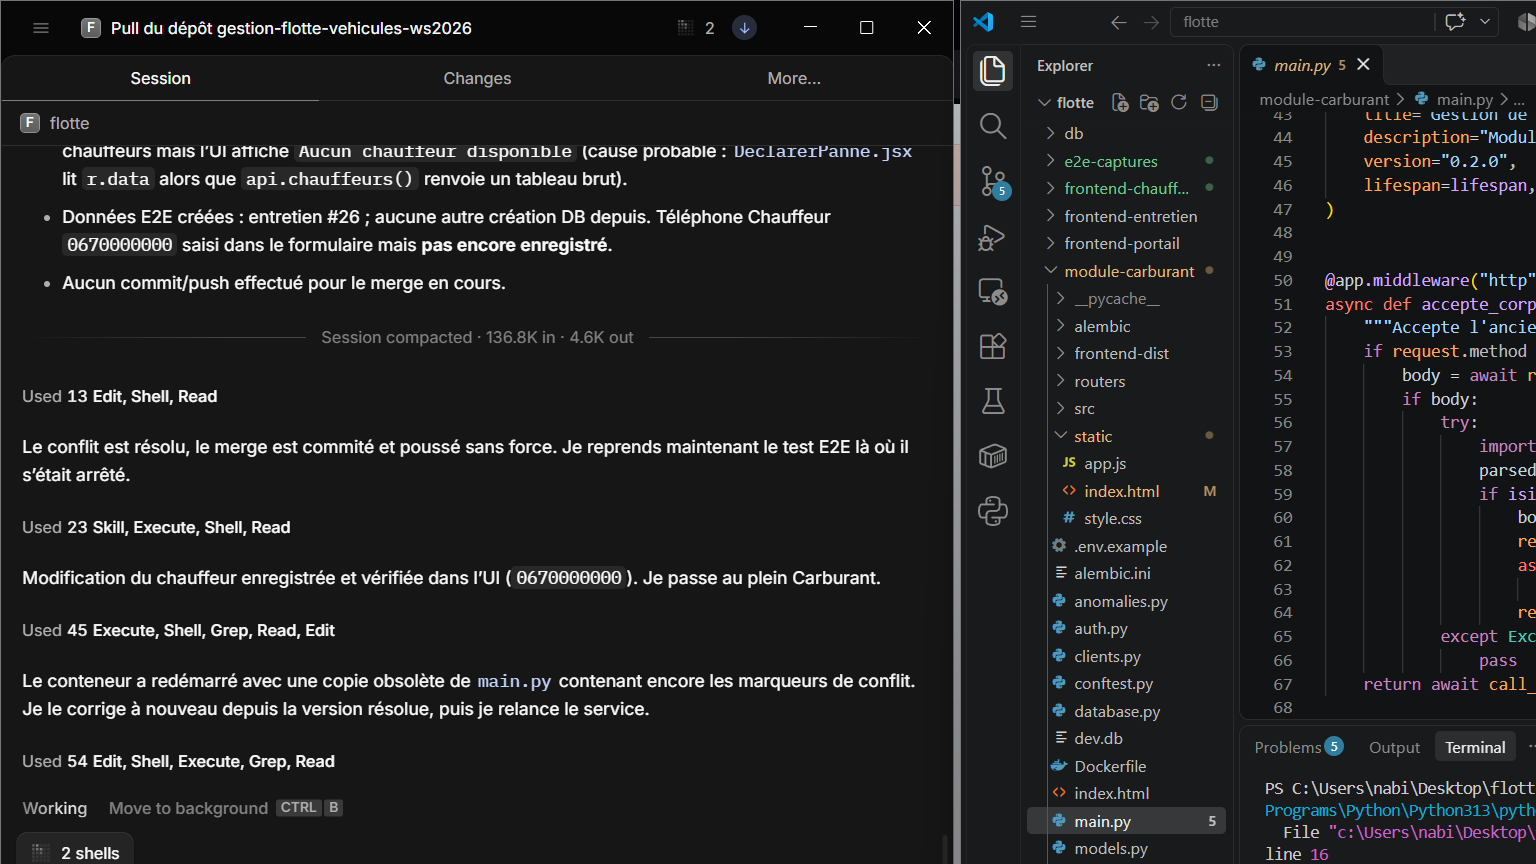 F Pull du dépôt gestion-flotte-vehicules-ws2026
2
Session
Changes
More...
F flotte
chauffeurs mais l'UI affiche Aucun chauffeur disponible (cause probable : DeclarerPanne.jsx
lit r.data alors que api.chauffeurs() renvoie un tableau brut).
• Données E2E créées : entretien #26 ; aucune autre création DB depuis. Téléphone Chauffeur
0670000000 saisi dans le formulaire mais pas encore enregistré.
• Aucun commit/push effectué pour le merge en cours.
Session compacted · 136.8K in · 4.6K out
Used 13 Edit, Shell, Read
Le conflit est résolu, le merge est commité et poussé sans force. Je reprends maintenant le test E2E là où il
s'était arrêté.
Used 23 Skill, Execute, Shell, Read
Modification du chauffeur enregistrée et vérifiée dans l'UI (0670000000). Je passe au plein Carburant.
Used 45 Execute, Shell, Grep, Read, Edit
Le conteneur a redémarré avec une copie obsolète de main.py contenant encore les marqueurs de conflit.
Je le corrige à nouveau depuis la version résolue, puis je relance le service.
Used 54 Edit, Shell, Execute, Grep, Read
Working Move to background CTRL B
2 shells
flotte
5
Explorer
...
flotte
db
e2e-captures
frontend-chauff...
frontend-entretien
frontend-portail
module-carburant
__pycache__
alembic
frontend-dist
routers
src
static
JS app.js
<> index.html M
# style.css
.env.example
alembic.ini
anomalies.py
auth.py
clients.py
conftest.py
database.py
dev.db
Dockerfile
<> index.html
main.py 5
models.py
main.py 5
module-carburant > main.py > ...
43 title="Gestion de
44 description="Modul
45 version="0.2.0",
46 lifespan=lifespan,
47 )
48
49
50 @app.middleware("http"
51 async def accepte_corp
52 """Accepte l'ancie
53 if request.method
54 body = await r
55 if body:
56 try:
57 import
58 parsed
59 if isi
60 bo
61 re
62 as
63
64 re
65 except Exc
66 pass
67 return await call_
68
Problems 5 Output Terminal
PS C:\Users\nabi\Desktop\flott
Programs\Python\Python313\pyth
File "c:\Users\nabi\Desktop\
line 16